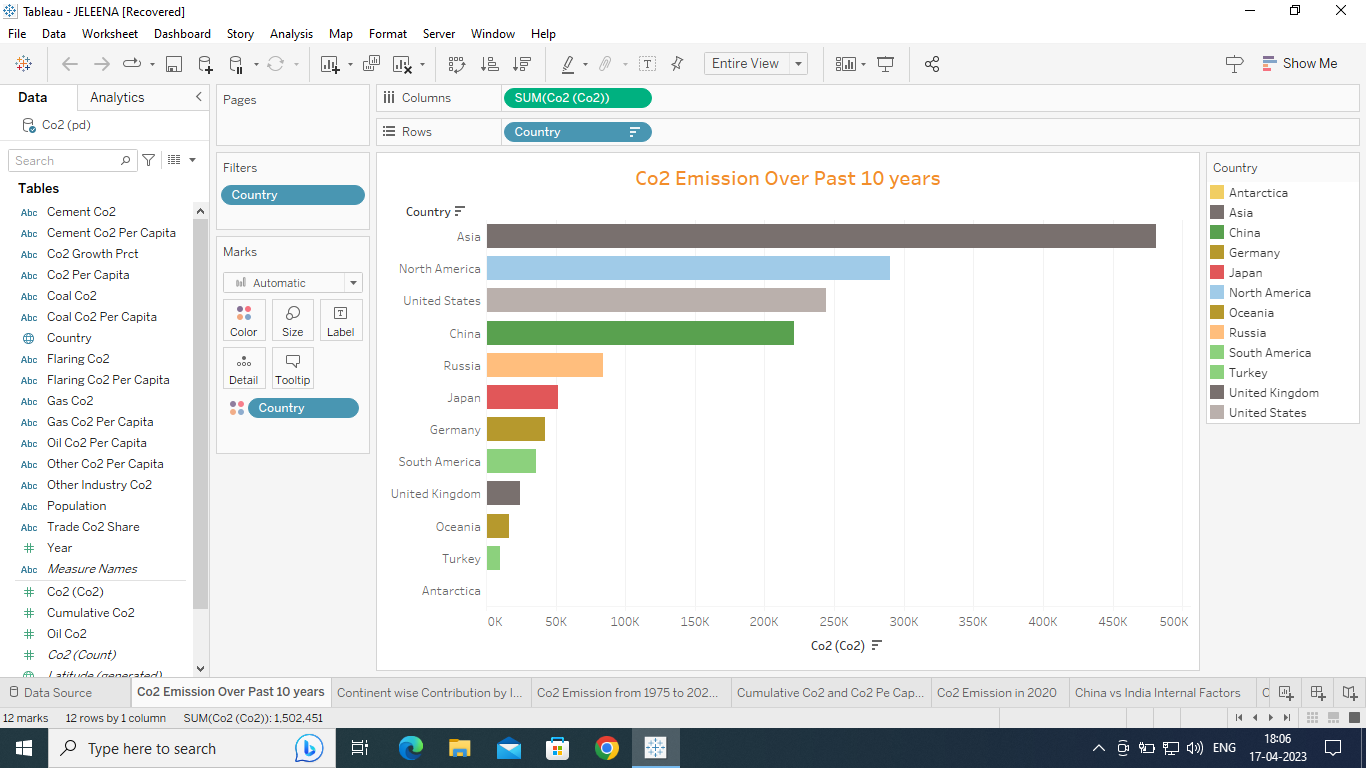 Tableau - JELEENA [Recovered]
File Data Worksheet Dashboard Story Analysis Map Format Server Window Help
Entire View
Show Me
Data Analytics
Co2 (pd)
Search
Tables
Abc Cement Co2
Abc Cement Co2 Per Capita
Abc Co2 Growth Prct
Abc Co2 Per Capita
Abc Coal Co2
Abc Coal Co2 Per Capita
Country
Abc Flaring Co2
Abc Flaring Co2 Per Capita
Abc Gas Co2
Abc Gas Co2 Per Capita
Abc Oil Co2 Per Capita
Abc Other Co2 Per Capita
Abc Other Industry Co2
Abc Population
Abc Trade Co2 Share
# Year
Abc Measure Names
# Co2 (Co2)
# Cumulative Co2
# Oil Co2
# Co2 (Count)
Latitude (generated)
Pages
Filters
Country
Marks
Automatic
Color Size Label
Detail Tooltip
Country
Columns SUM(Co2 (Co2))
Rows Country
Co2 Emission Over Past 10 years
Country
Asia
North America
United States
China
Russia
Japan
Germany
South America
United Kingdom
Oceania
Turkey
Antarctica
0K 50K 100K 150K 200K 250K 300K 350K 400K 450K 500K
Co2 (Co2)
Country
Antarctica
Asia
China
Germany
Japan
North America
Oceania
Russia
South America
Turkey
United Kingdom
United States
Data Source Co2 Emission Over Past 10 years Continent wise Contribution by I... Co2 Emission from 1975 to 202... Cumulative Co2 and Co2 Pe Cap... Co2 Emission in 2020 China vs India Internal Factors
12 marks 12 rows by 1 column SUM(Co2 (Co2)): 1,502,451
Type here to search
ENG
18:06
17-04-2023